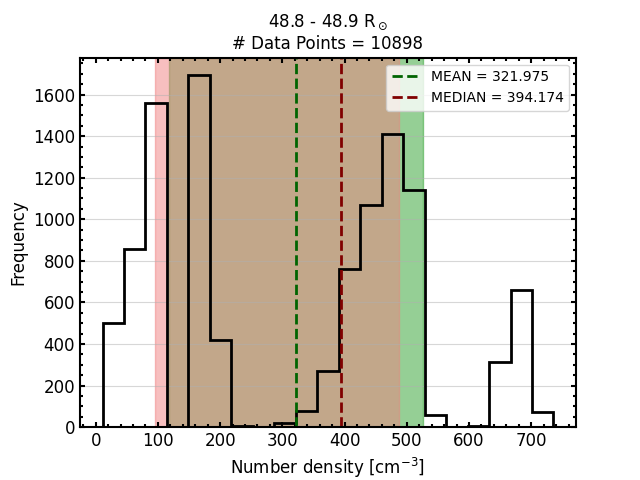 48.8 - 48.9 R⊙
# Data Points = 10898
MEAN = 321.975
MEDIAN = 394.174
Frequency
1600
1400
1200
1000
800
600
400
200
0
0 100 200 300 400 500 600 700
Number density [cm⁻³]